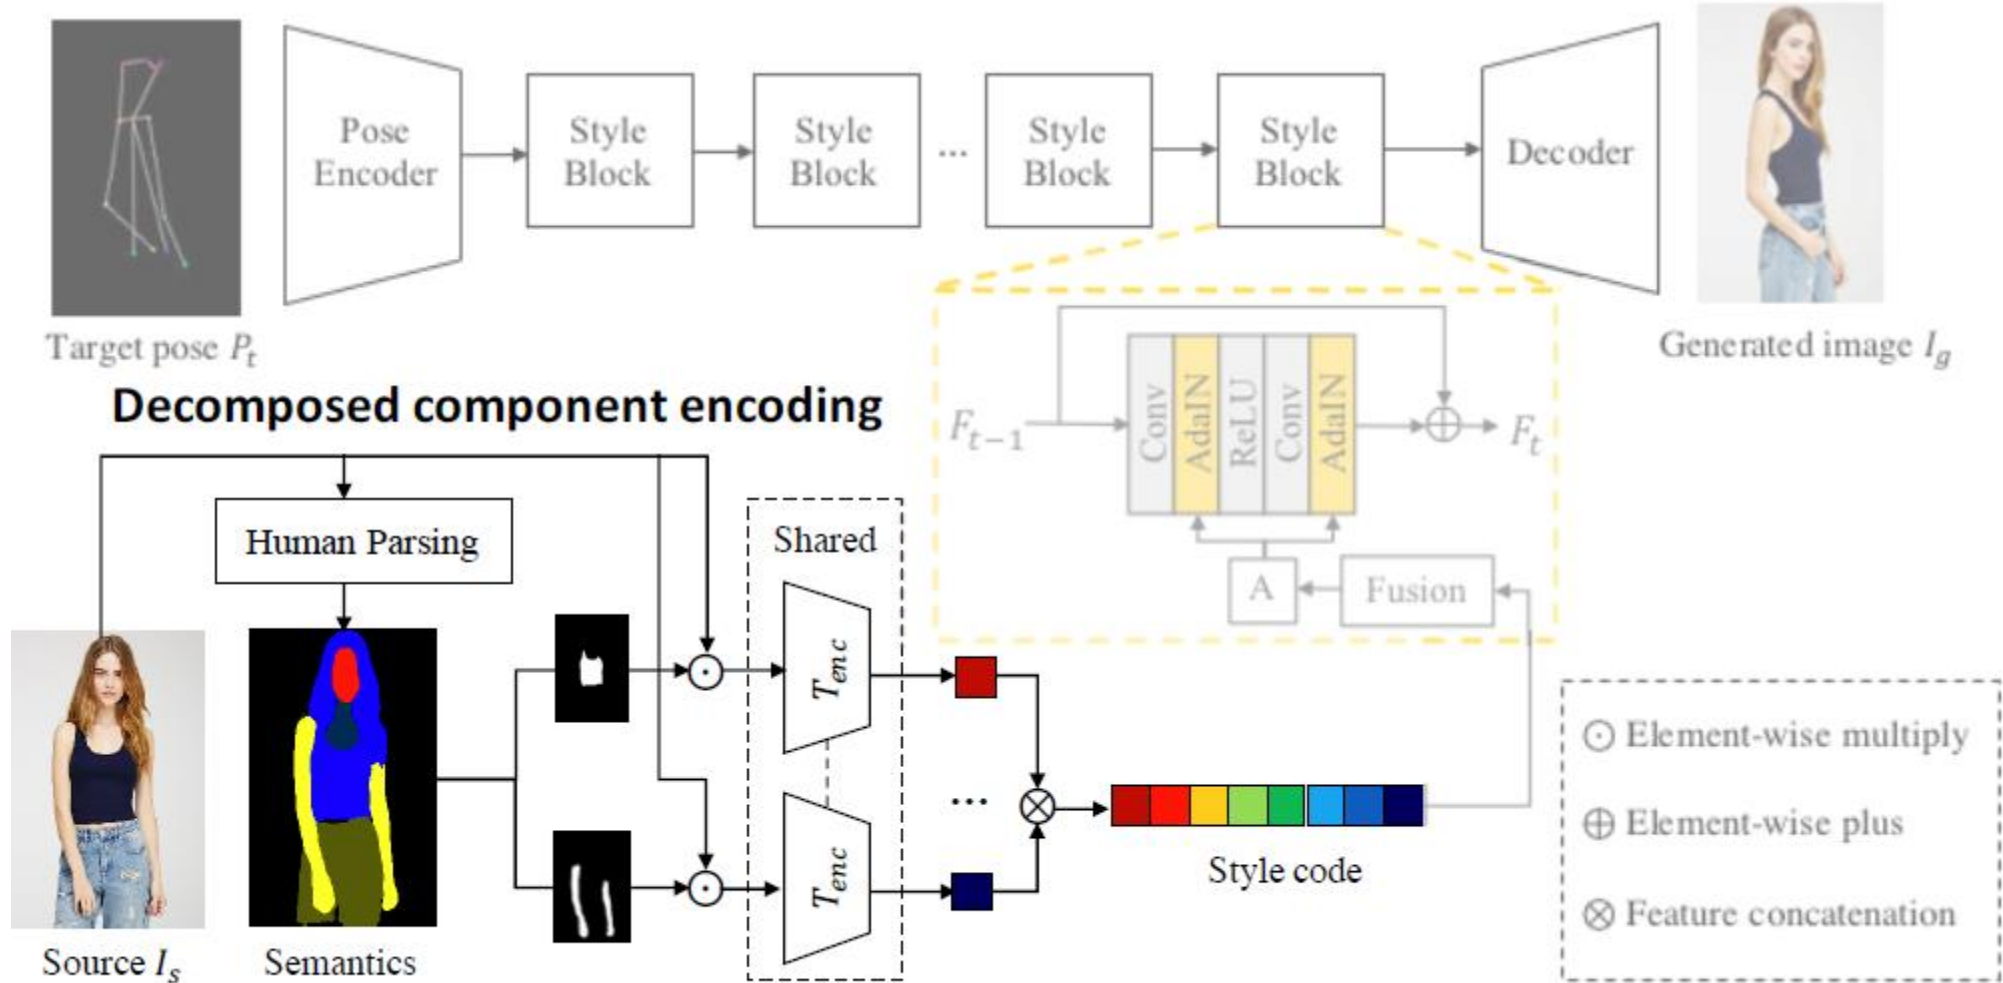 Pose
Encoder
Style
Block
Style
Block
...
Style
Block
Style
Block
Decoder
Target pose P_t
Generated image I_g
Decomposed component encoding
F_{t-1}
Conv
AdaIN
ReLU
Conv
AdaIN
F_t
A
Fusion
Human Parsing
Shared
T_enc
T_enc
...
Style code
Source I_s
Semantics
⊙ Element-wise multiply
⊕ Element-wise plus
⊗ Feature concatenation